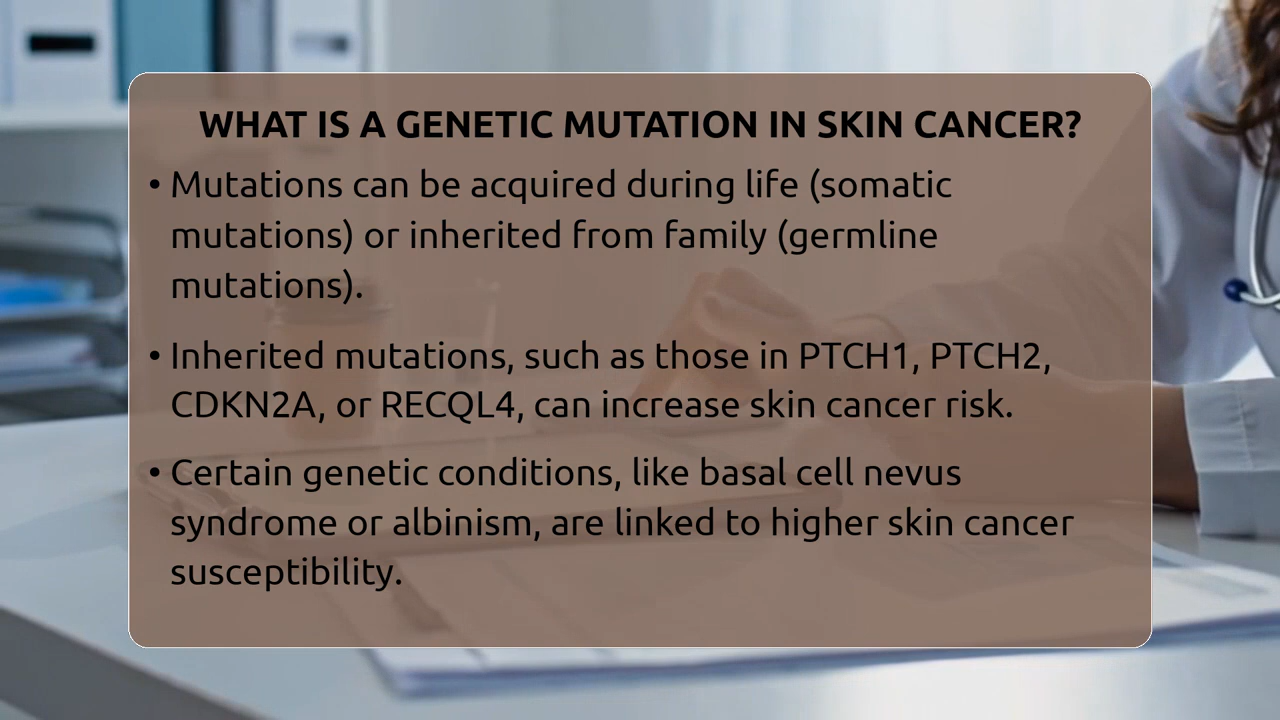 WHAT IS A GENETIC MUTATION IN SKIN CANCER?
• Mutations can be acquired during life (somatic
mutations) or inherited from family (germline
mutations).
• Inherited mutations, such as those in PTCH1, PTCH2,
CDKN2A, or RECQL4, can increase skin cancer risk.
• Certain genetic conditions, like basal cell nevus
syndrome or albinism, are linked to higher skin cancer
susceptibility.